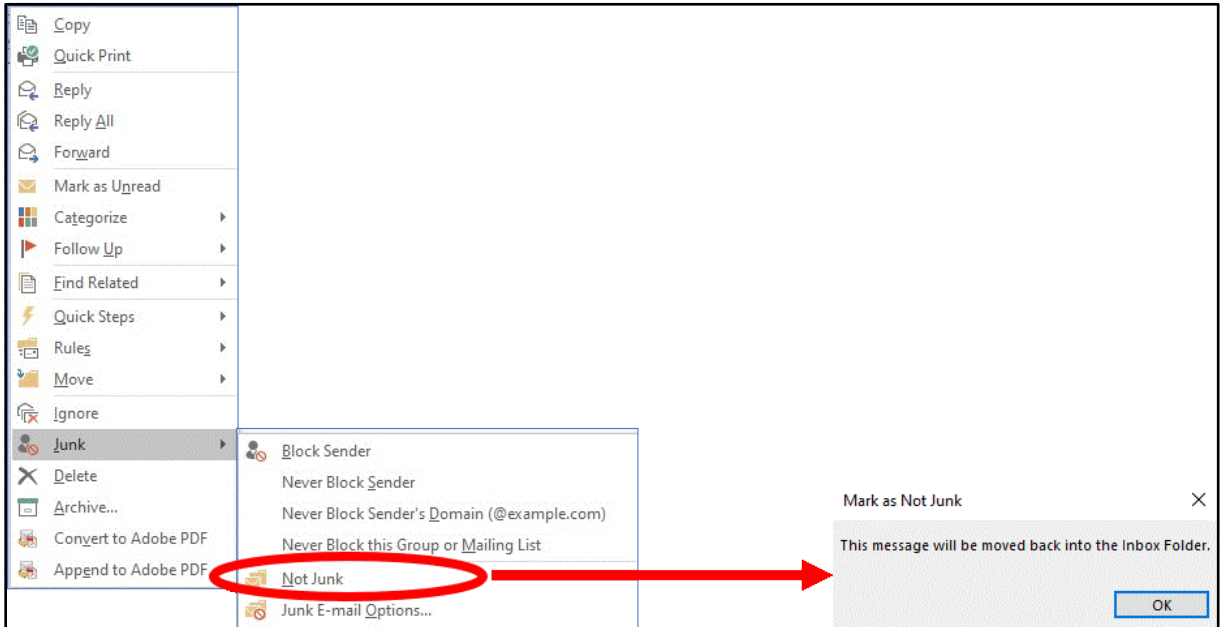 Copy
Quick Print
Reply
Reply All
Forward
Mark as Unread
Categorize
Follow Up
Find Related
Quick Steps
Rules
Move
Ignore
Junk
Delete
Archive...
Convert to Adobe PDF
Append to Adobe PDF
Block Sender
Never Block Sender
Never Block Sender's Domain (@example.com)
Never Block this Group or Mailing List
Not Junk
Junk E-mail Options...
Mark as Not Junk
This message will be moved back into the Inbox Folder.
OK